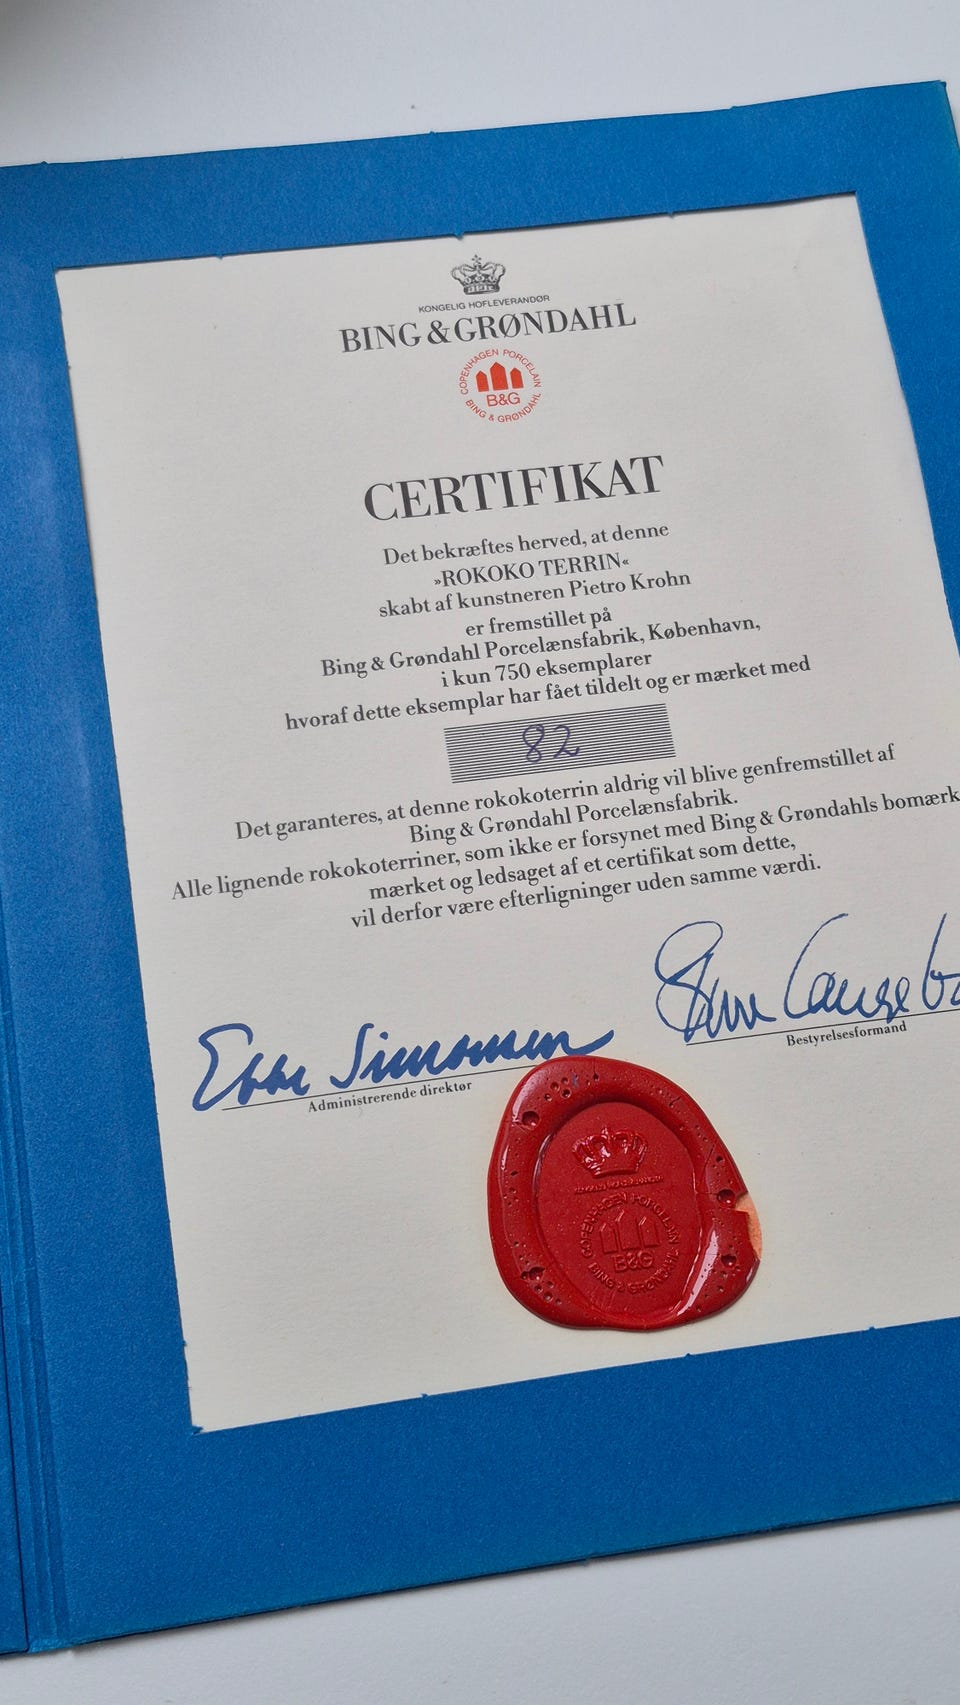 KONGELIG HOFLEVERANDØR
BING & GRØNDAHL
COPENHAGEN PORCELAIN
B&G
BING & GRØNDAHL
CERTIFIKAT
Det bekræftes herved, at denne
»ROKOKO TERRIN«
skabt af kunstneren Pietro Krohn
er fremstillet på
Bing & Grøndahl Porcelænsfabrik, København,
i kun 750 eksemplarer
hvoraf dette eksemplar har fået tildelt og er mærket med
82
Det garanteres, at denne rokokoterrin aldrig vil blive genfremstillet af
Bing & Grøndahl Porcelænsfabrik.
Alle lignende rokokoterriner, som ikke er forsynet med Bing & Grøndahls bomærk
mærket og ledsaget af et certifikat som dette,
vil derfor være efterligninger uden samme værdi.
Ebbe Simonsen
Administrerende direktør
Bestyrelsesformand
COPENHAGEN PORCELAIN
B&G
BING & GRØNDAHL